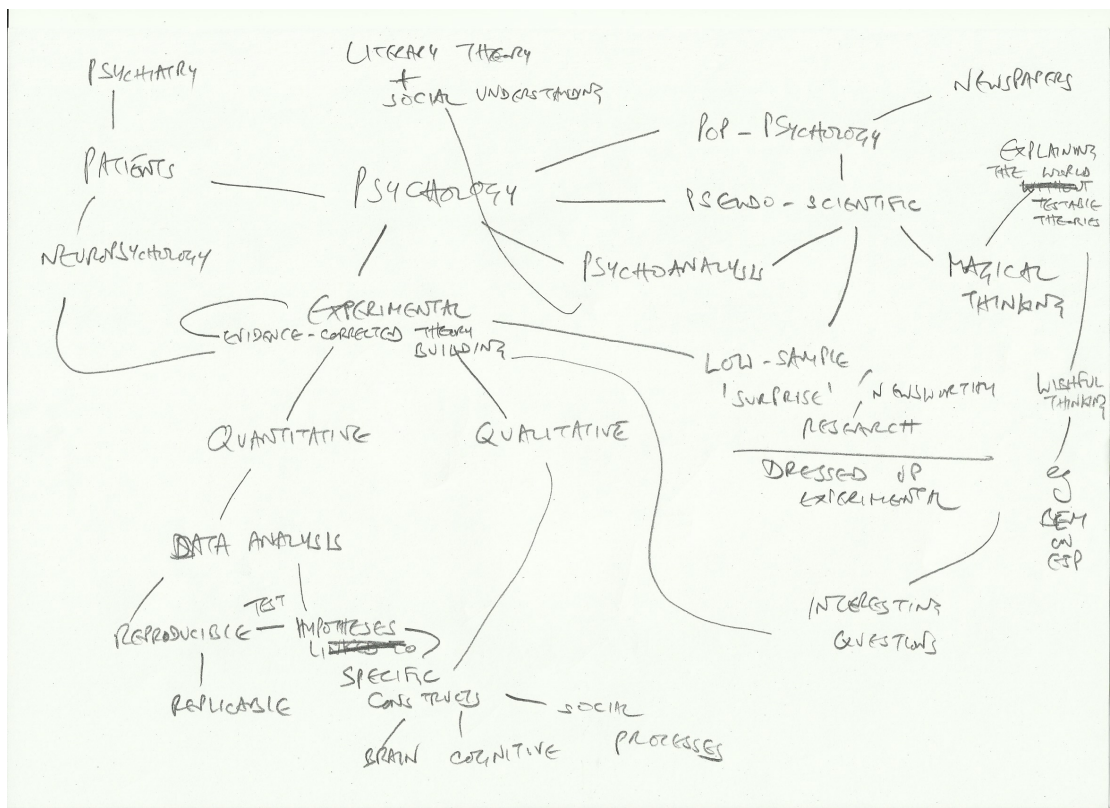 LITERARY THEORY
+
SOCIAL UNDERSTANDING
PSYCHIATRY
NEWSPAPERS
POP-PSYCHOLOGY
EXPLAINING
THE WORLD
WITHOUT
TESTABLE
THEORIES
PATIENTS
PSYCHOLOGY
PSEUDO-SCIENTIFIC
NEUROPSYCHOLOGY
PSYCHOANALYSIS
MAGICAL
THINKING
EXPERIMENTAL
EVIDENCE-CORRECTED THEORY
BUILDING
LOW-SAMPLE
'SURPRISE' / NEWSWORTHY
RESEARCH
DRESSED UP
EXPERIMENTAL
WISHFUL
THINKING
eg
BEM
ON
ESP
QUANTITATIVE
QUALITATIVE
DATA ANALYSIS
INTERESTING
QUESTIONS
TEST
REPRODUCIBLE
HYPOTHESES
LINKED TO
SPECIFIC
CONSTRUCTS
REPLICABLE
SOCIAL
PROCESSES
BRAIN COGNITIVE